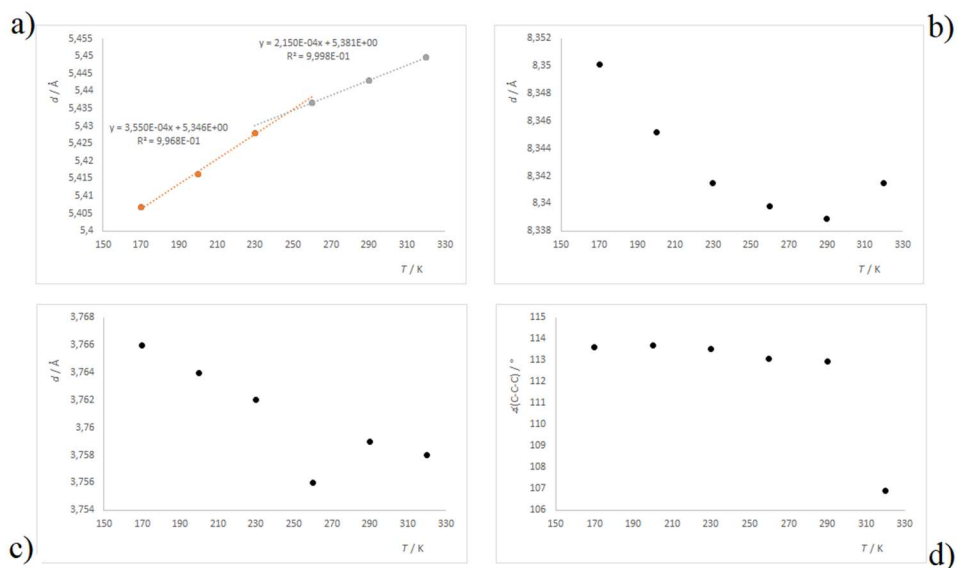 a)
5,455
5,45
5,445
5,44
5,435
5,43
5,425
5,42
5,415
5,41
5,405
5,4
d / Å
y = 2,150E-04x + 5,381E+00
R² = 9,998E-01
y = 3,550E-04x + 5,346E+00
R² = 9,968E-01
150 170 190 210 230 250 270 290 310 330
T / K
b)
8,352
8,35
8,348
8,346
8,344
8,342
8,34
8,338
d / Å
150 170 190 210 230 250 270 290 310 330
T / K
c)
3,768
3,766
3,764
3,762
3,76
3,758
3,756
3,754
d / Å
150 170 190 210 230 250 270 290 310 330
T / K
d)
115
114
113
112
111
110
109
108
107
106
∡(C-C-C) / °
150 170 190 210 230 250 270 290 310 330
T / K